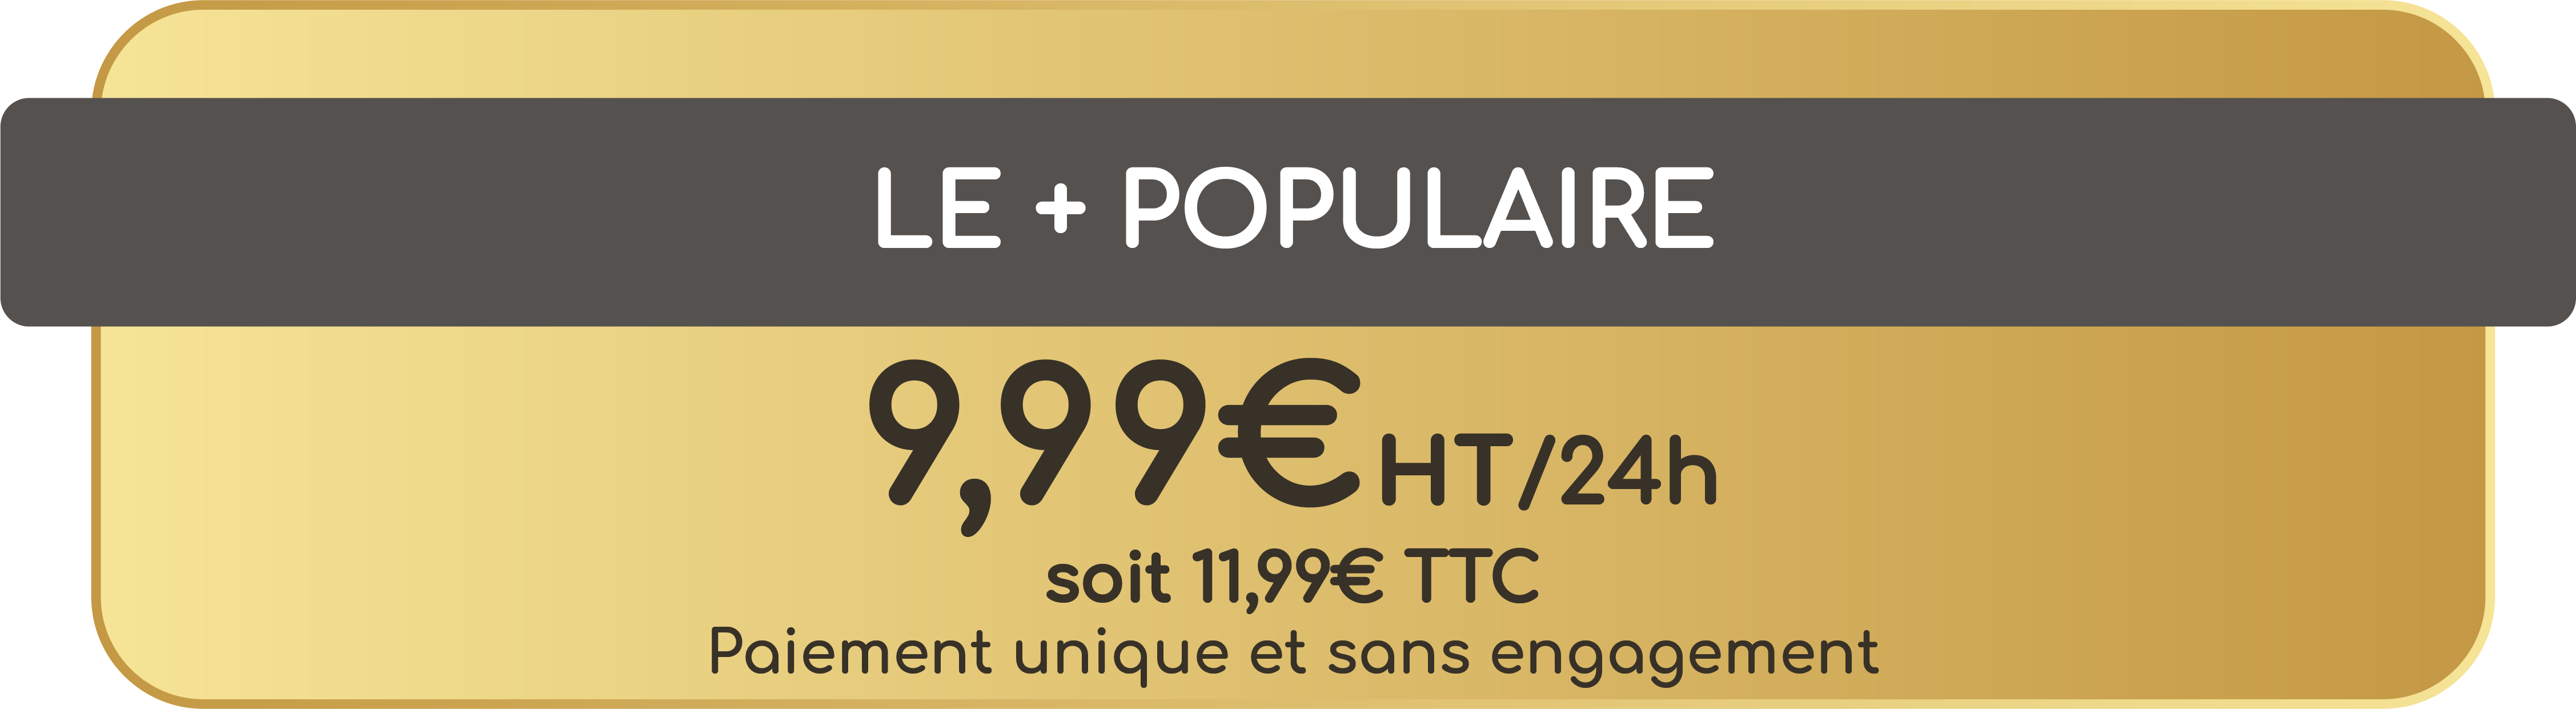 LE + POPULAIRE
9,99€HT/24h
soit 11,99€ TTC
Paiement unique et sans engagement